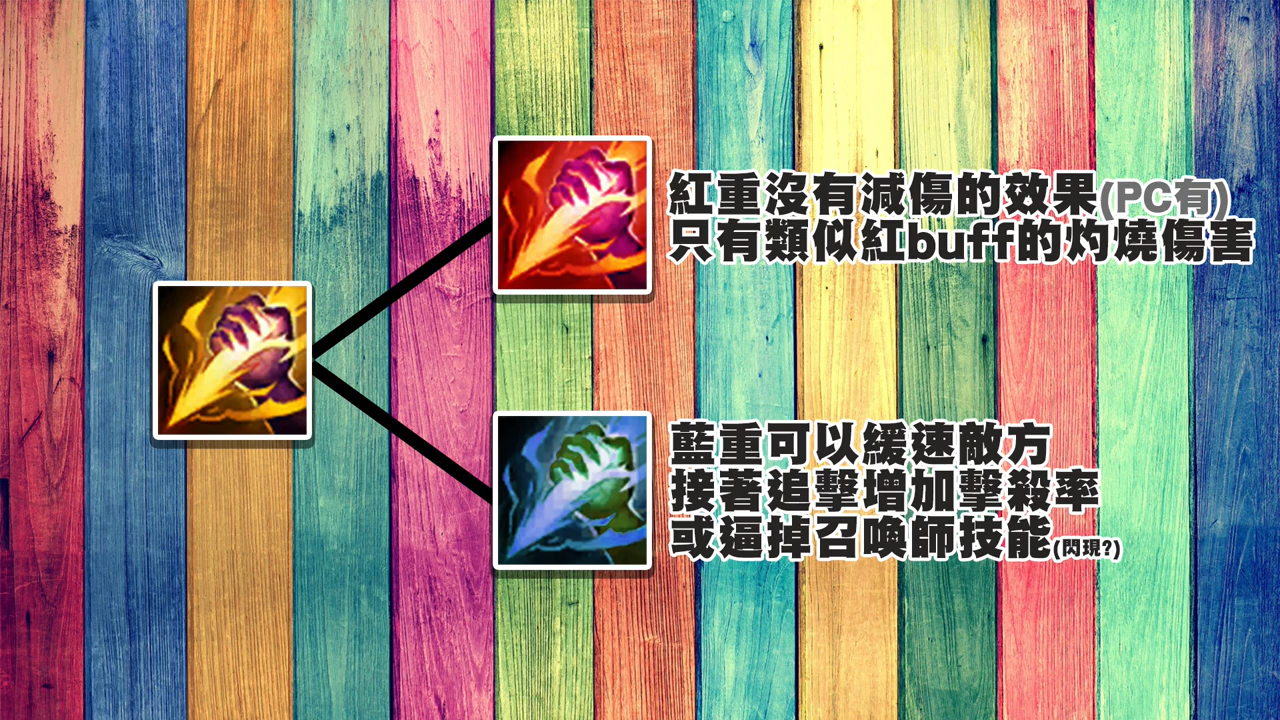 紅重沒有減傷的效果(PC有)
只有類似紅buff的灼燒傷害
藍重可以緩速敵方
接著追擊增加擊殺率
或逼掉召喚師技能(閃現?)